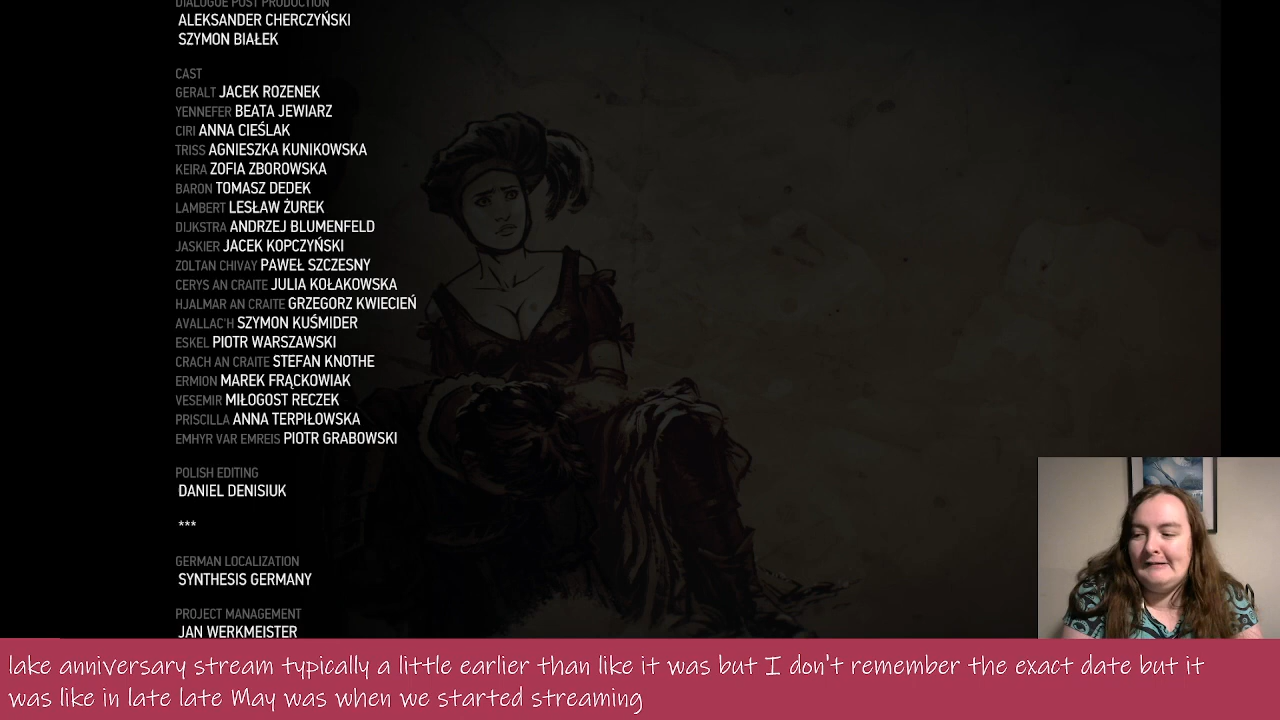 DIALOGUE POST PRODUCTION
ALEKSANDER CHERCZYŃSKI
SZYMON BIAŁEK
CAST
GERALT JACEK ROZENEK
YENNEFER BEATA JEWIARZ
CIRI ANNA CIEŚLAK
TRISS AGNIESZKA KUNIKOWSKA
KEIRA ZOFIA ZBOROWSKA
BARON TOMASZ DEDEK
LAMBERT LESŁAW ŻUREK
DIJKSTRA ANDRZEJ BLUMENFELD
JASKIER JACEK KOPCZYŃSKI
ZOLTAN CHIVAY PAWEŁ SZCZESNY
CERYS AN CRAITE JULIA KOŁAKOWSKA
HJALMAR AN CRAITE GRZEGORZ KWIECIEŃ
AVALLAC'H SZYMON KUŚMIDER
ESKEL PIOTR WARSZAWSKI
CRACH AN CRAITE STEFAN KNOTHE
ERMION MAREK FRĄCKOWIAK
VESEMIR MIŁOGOST RECZEK
PRISCILLA ANNA TERPIŁOWSKA
EMHYR VAR EMREIS PIOTR GRABOWSKI
POLISH EDITING
DANIEL DENISIUK
***
GERMAN LOCALIZATION
SYNTHESIS GERMANY
PROJECT MANAGEMENT
JAN WERKMEISTER
lake anniversary stream typically a little earlier than like it was but I don't remember the exact date but it
was like in late late May was when we started streaming